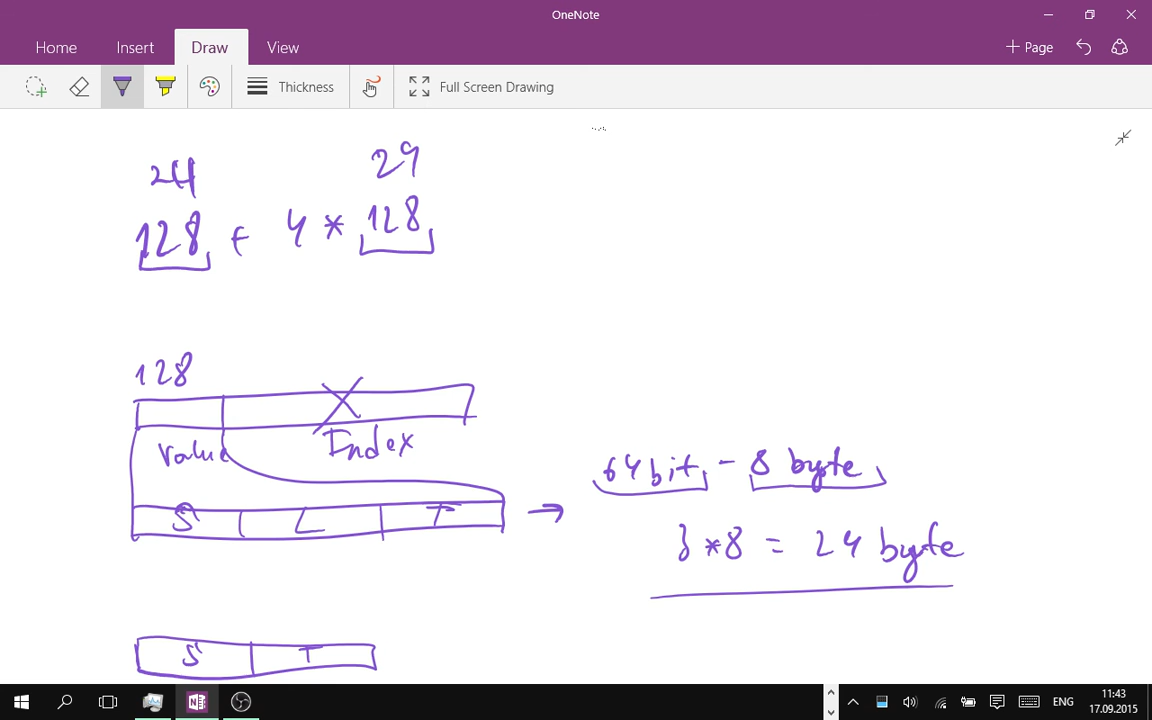 OneNote
Home Insert Draw View + Page
Thickness Full Screen Drawing
24 29
128 + 4 * 128
128
Value Index
64 bit - 8 byte
S L T →
3 * 8 = 24 byte
S T
ENG 11:43 17.09.2015